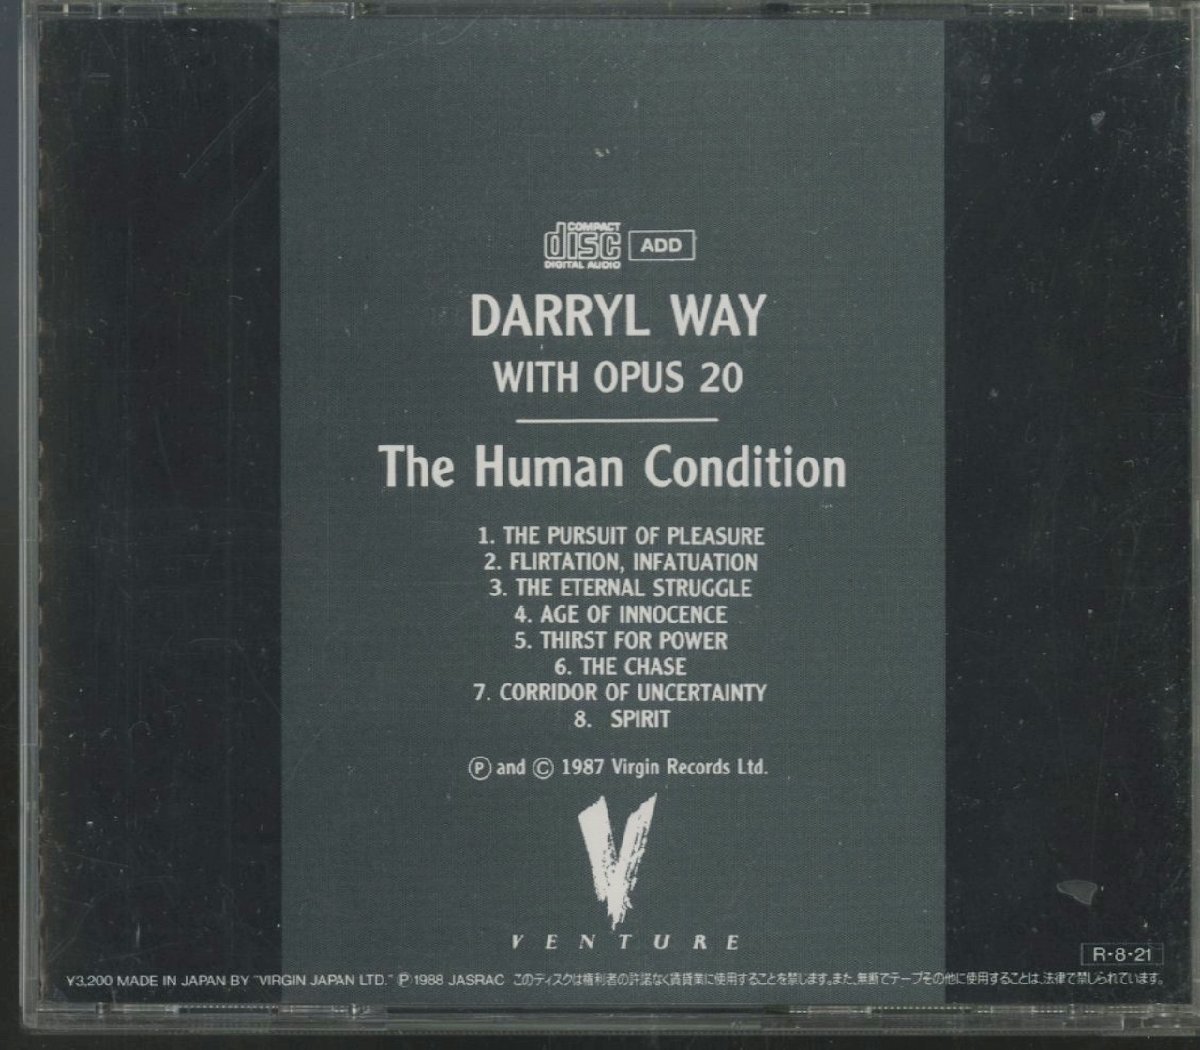 COMPACT
disc
DIGITAL AUDIO
ADD
DARRYL WAY
WITH OPUS 20
The Human Condition
1. THE PURSUIT OF PLEASURE
2. FLIRTATION, INFATUATION
3. THE ETERNAL STRUGGLE
4. AGE OF INNOCENCE
5. THIRST FOR POWER
6. THE CHASE
7. CORRIDOR OF UNCERTAINTY
8. SPIRIT
Ⓟ and © 1987 Virgin Records Ltd.
V
VENTURE
R-8-21
¥3,200 MADE IN JAPAN BY "VIRGIN JAPAN LTD." Ⓟ1988 JASRAC このディスクは権利者の許諾なく賃貸業に使用することを禁じます。また、無断でテープその他に使用することは、法律で禁じられています。